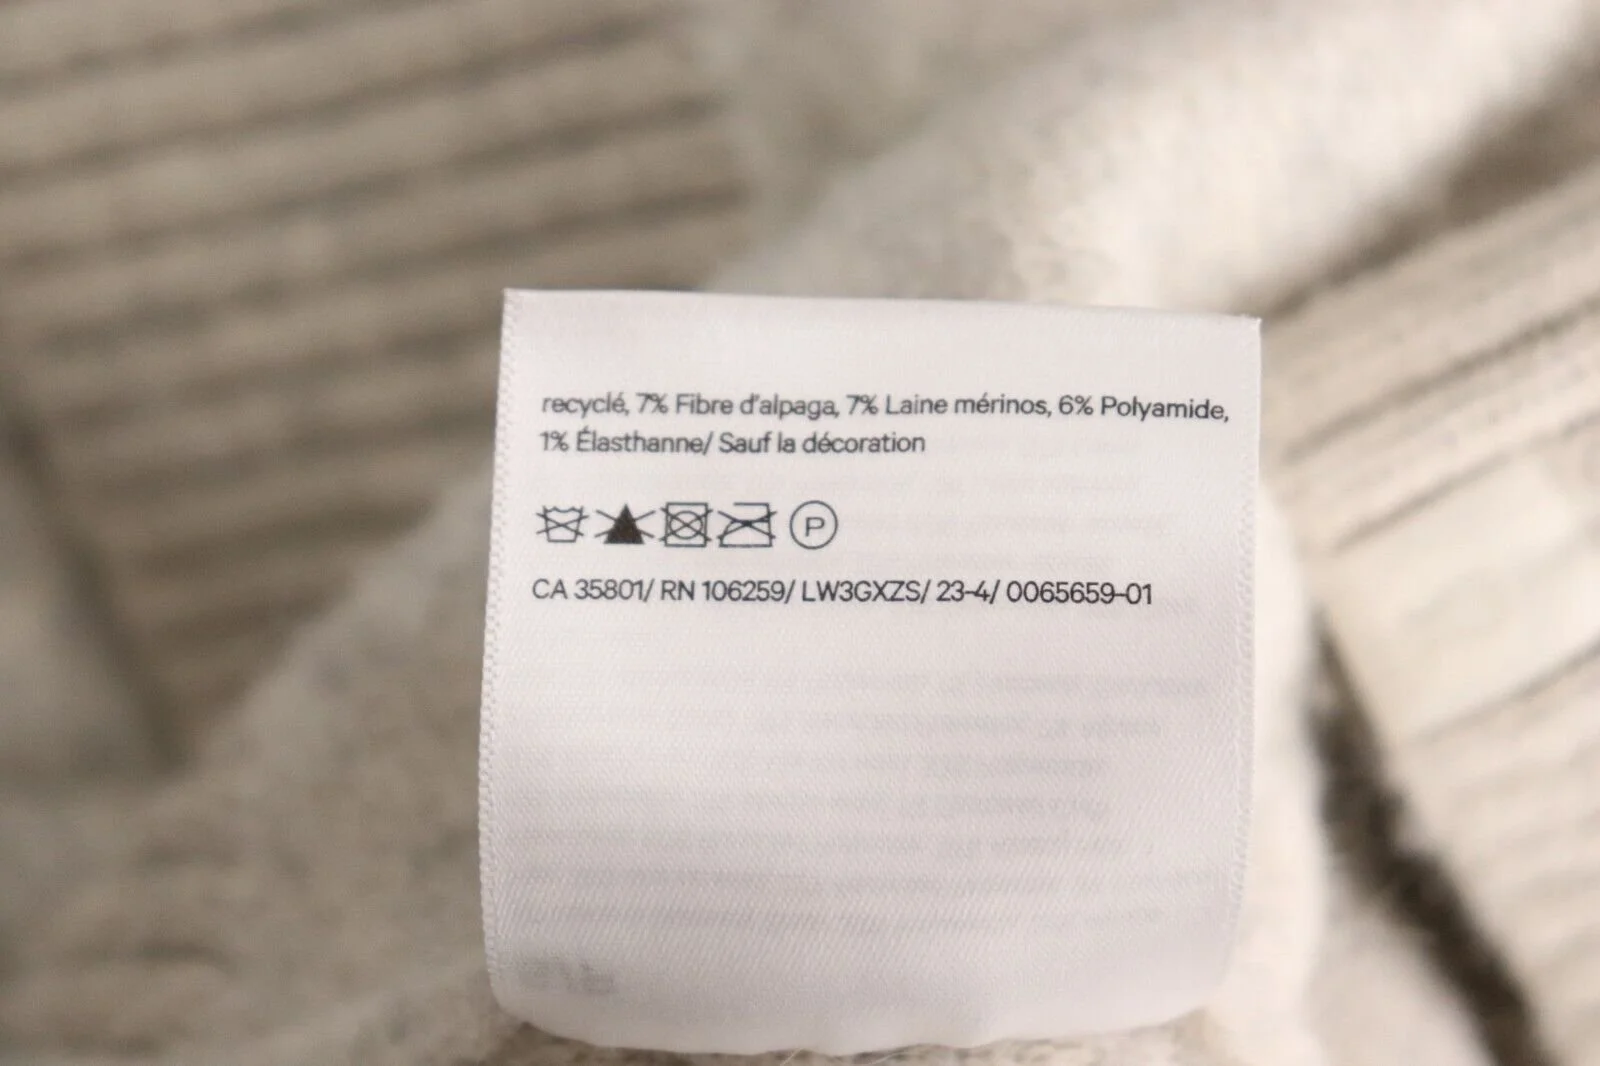 recyclé, 7% Fibre d'alpaga, 7% Laine mérinos, 6% Polyamide,
1% Élasthanne/ Sauf la décoration
P
CA 35801/ RN 106259/ LW3GXZS/ 23-4/ 0065659-01